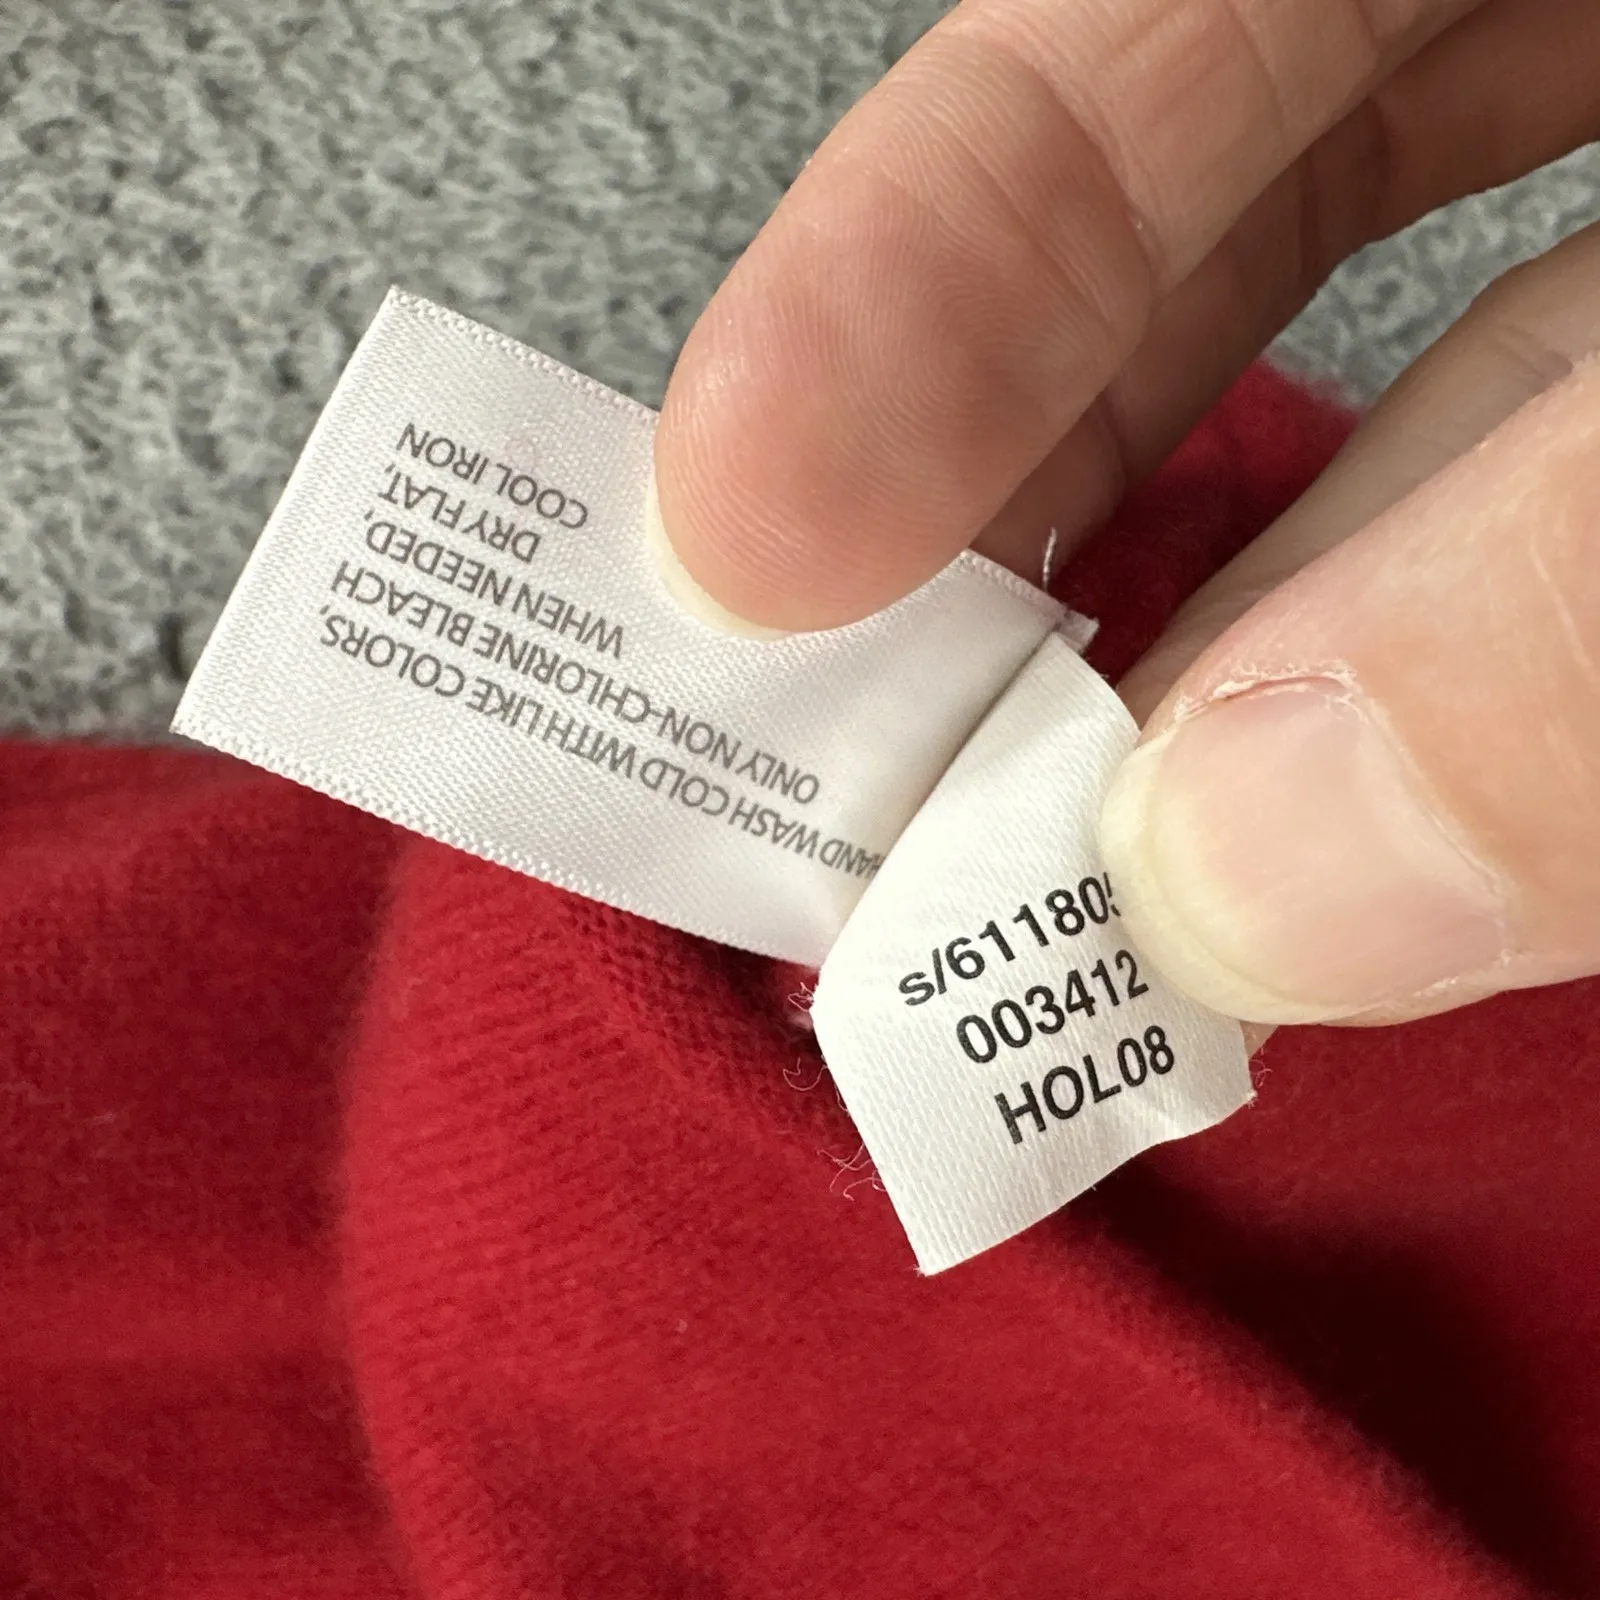 HAND WASH COLD WITH LIKE COLORS,
ONLY NON-CHLORINE BLEACH
WHEN NEEDED,
DRY FLAT,
COOL IRON
s/611805
003412
HOL08